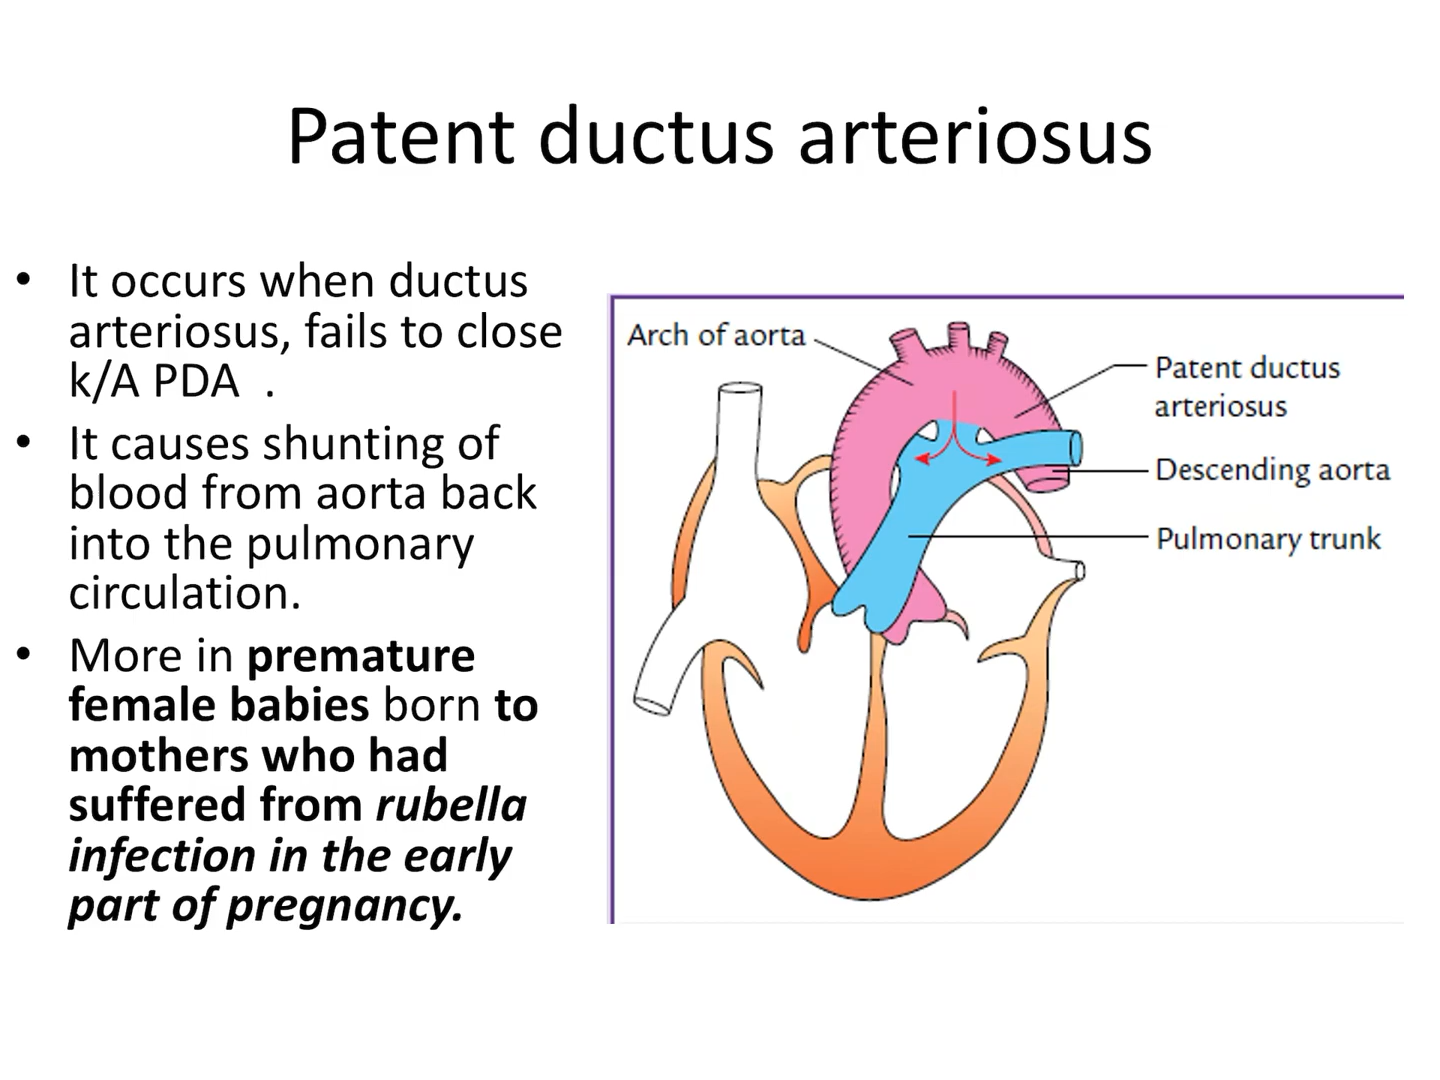 Patent ductus arteriosus
• It occurs when ductus
arteriosus, fails to close
k/A PDA .
• It causes shunting of
blood from aorta back
into the pulmonary
circulation.
• More in premature
female babies born to
mothers who had
suffered from rubella
infection in the early
part of pregnancy.
Arch of aorta
Patent ductus
arteriosus
Descending aorta
Pulmonary trunk